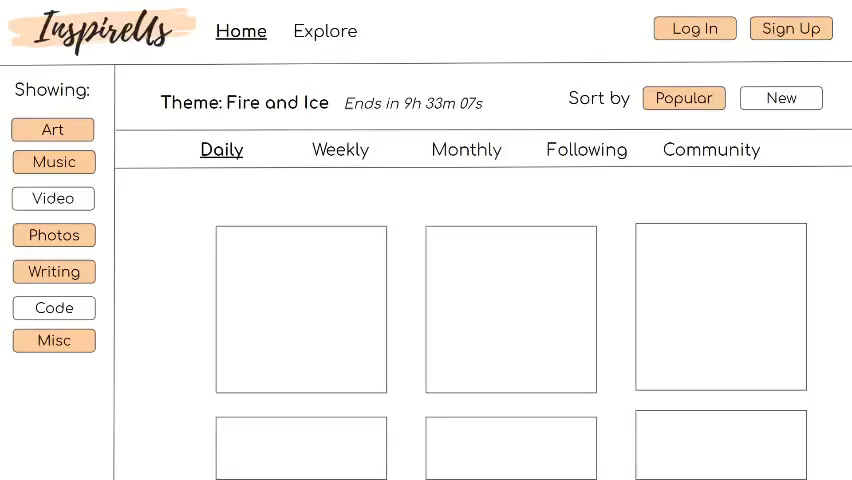 InspireUs
Home Explore
Log In Sign Up
Showing:
Art
Music
Video
Photos
Writing
Code
Misc
Theme: Fire and Ice Ends in 9h 33m 07s
Sort by Popular New
Daily Weekly Monthly Following Community